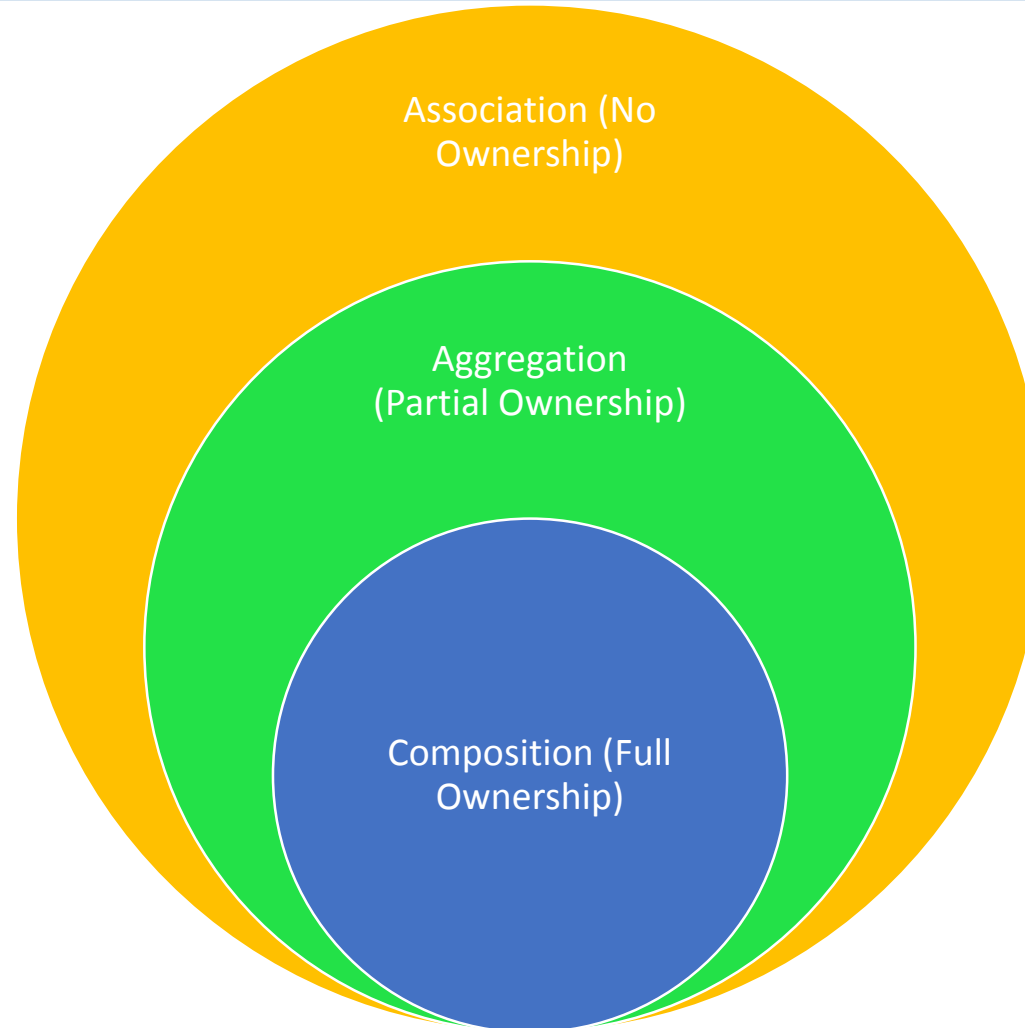 Association (No
Ownership)
Aggregation
(Partial Ownership)
Composition (Full
Ownership)